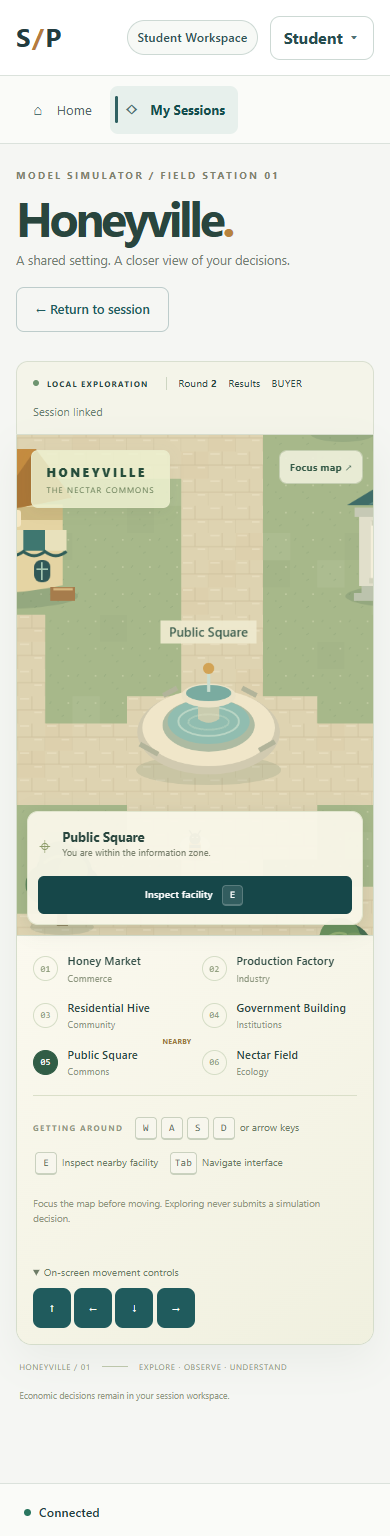 S/P
Student Workspace
Student
Home
My Sessions
MODEL SIMULATOR / FIELD STATION 01
Honeyville.
A shared setting. A closer view of your decisions.
← Return to session
LOCAL EXPLORATION Round 2 Results BUYER
Session linked
HONEYVILLE
THE NECTAR COMMONS
Focus map ↗
Public Square
Public Square
You are within the information zone.
Inspect facility E
01 Honey Market
Commerce
02 Production Factory
Industry
03 Residential Hive
Community
04 Government Building
Institutions
05 Public Square
Commons
NEARBY
06 Nectar Field
Ecology
GETTING AROUND W A S D or arrow keys
E Inspect nearby facility Tab Navigate interface
Focus the map before moving. Exploring never submits a simulation
decision.
▼ On-screen movement controls
↑ ← ↓ →
HONEYVILLE / 01 EXPLORE · OBSERVE · UNDERSTAND
Economic decisions remain in your session workspace.
Connected